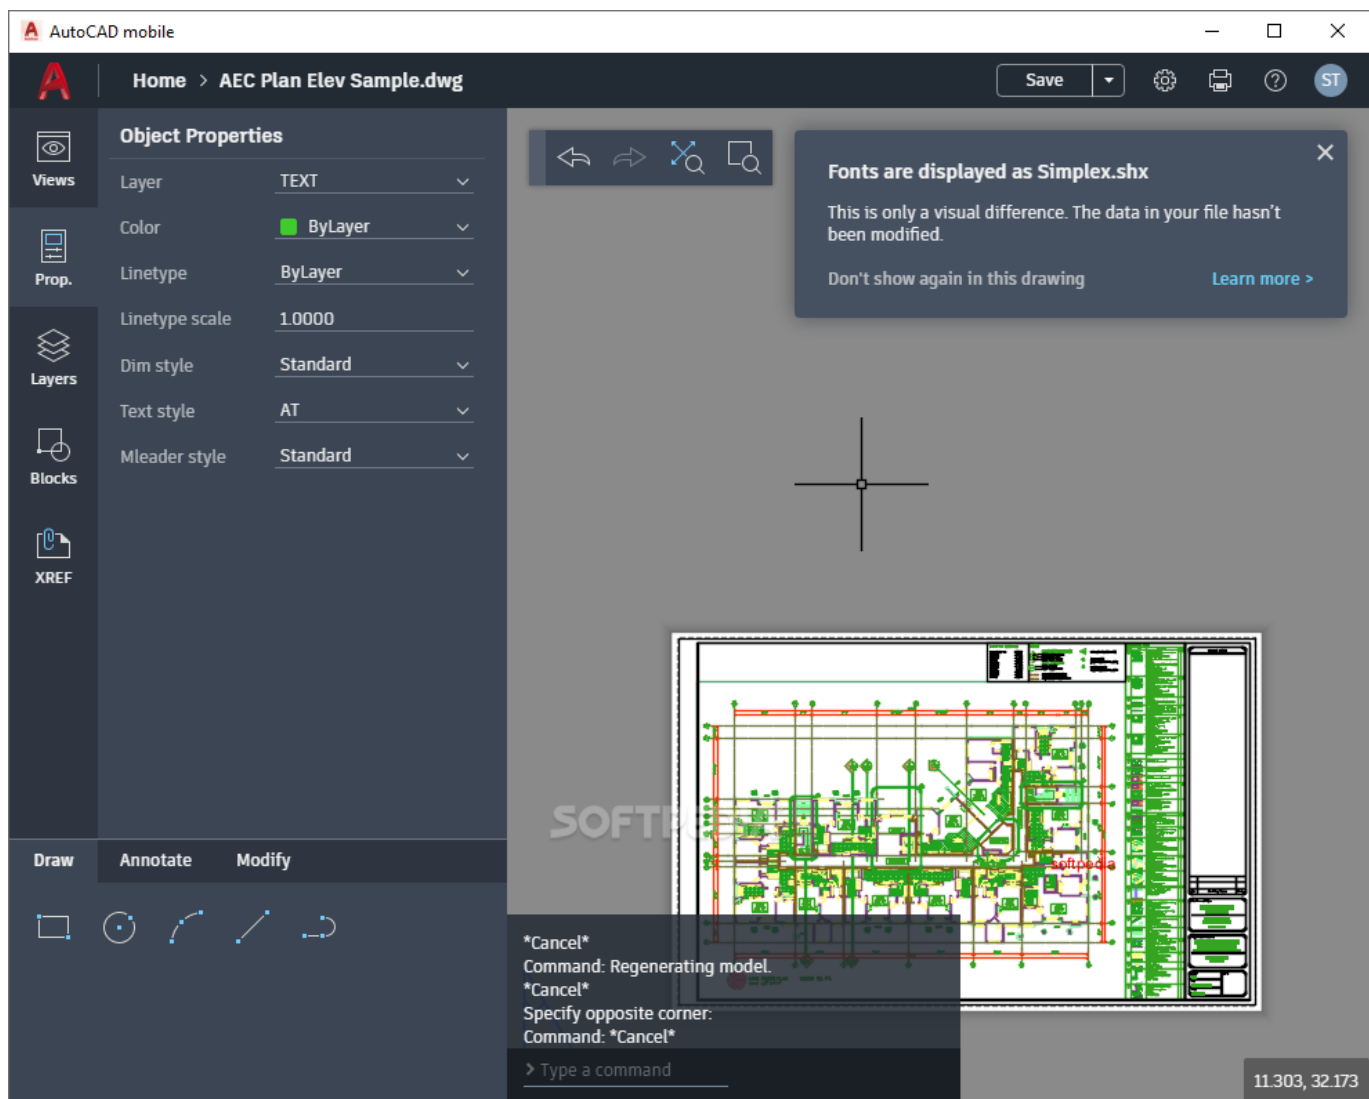 AutoCAD mobile
Home > AEC Plan Elev Sample.dwg
Save
ST
Views
Prop.
Layers
Blocks
XREF
Object Properties
Layer TEXT
Color ByLayer
Linetype ByLayer
Linetype scale 1.0000
Dim style Standard
Text style AT
Mleader style Standard
Fonts are displayed as Simplex.shx
This is only a visual difference. The data in your file hasn't
been modified.
Don't show again in this drawing
Learn more >
softpedia
Draw Annotate Modify
*Cancel*
Command: Regenerating model.
*Cancel*
Specify opposite corner:
Command: *Cancel*
> Type a command
11.303, 32.173